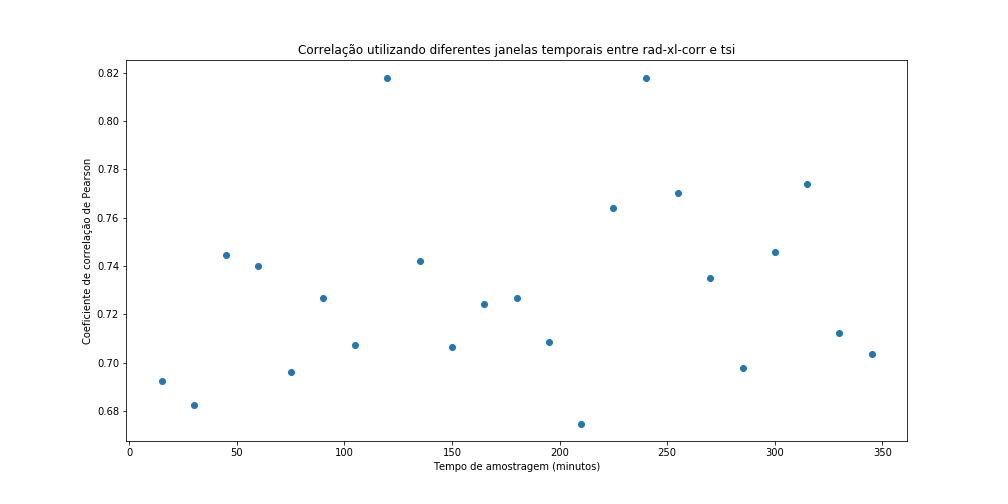 Correlação utilizando diferentes janelas temporais entre rad-xl-corr e tsi
0.82
0.80
0.78
0.76
0.74
0.72
0.70
0.68
Coeficiente de correlação de Pearson
0 50 100 150 200 250 300 350
Tempo de amostragem (minutos)